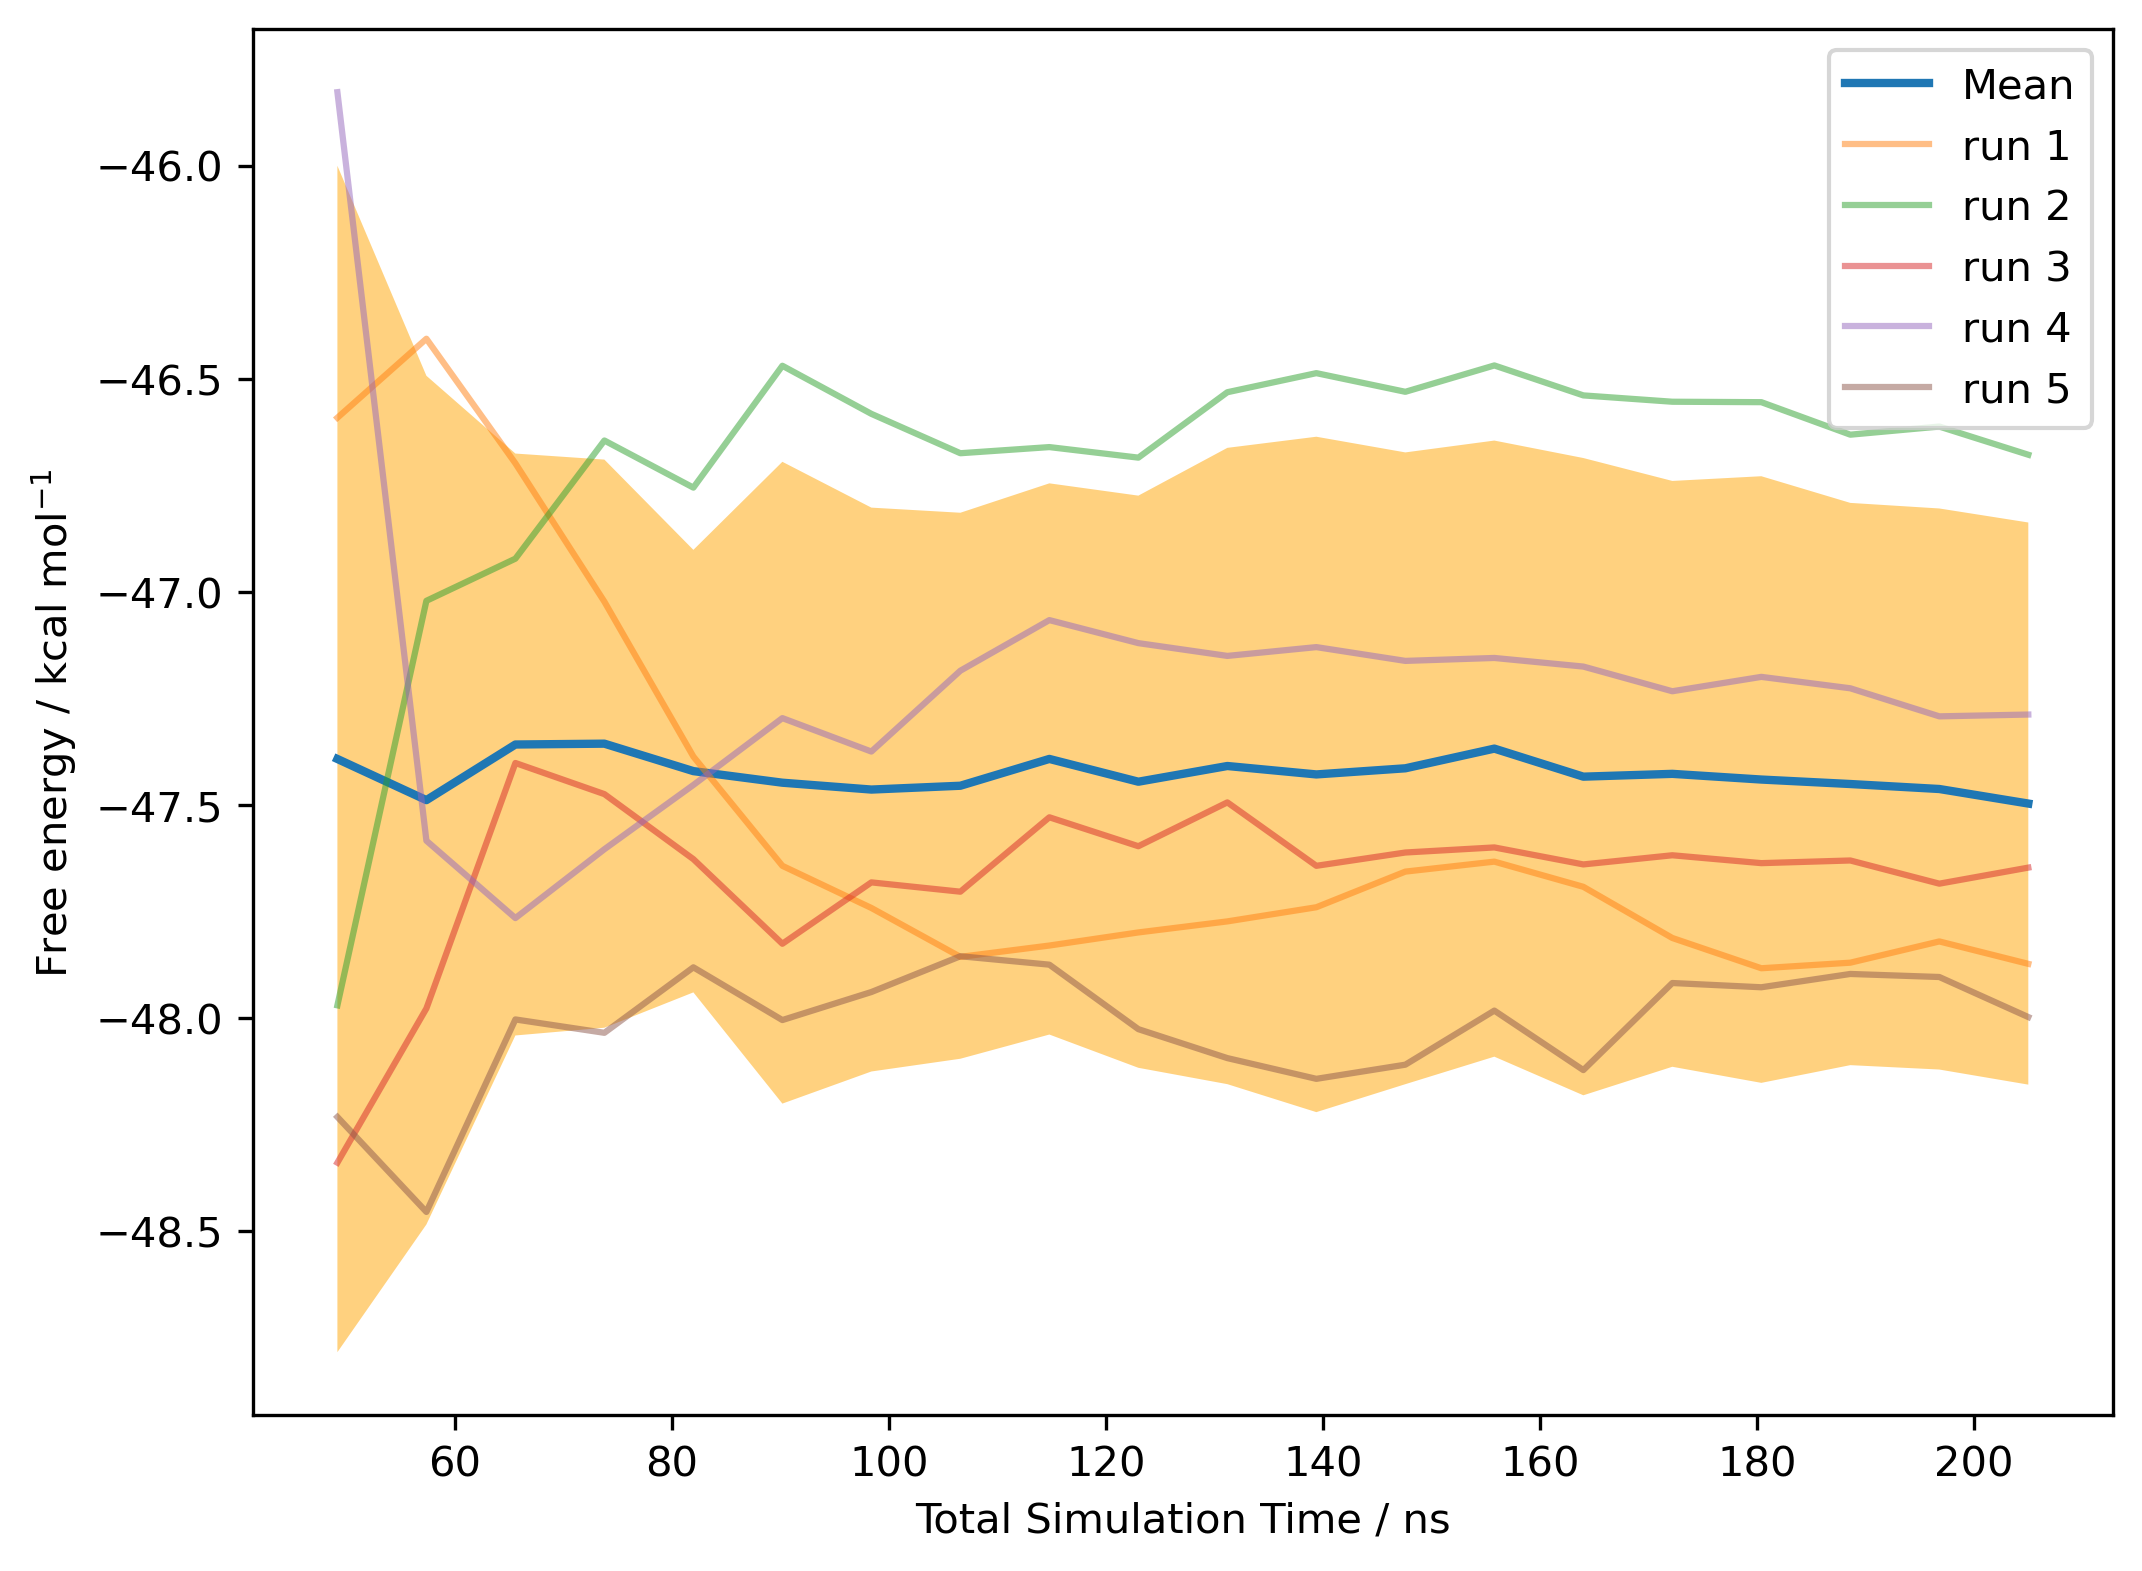 Mean
run 1
run 2
run 3
run 4
run 5
−46.0
−46.5
−47.0
−47.5
−48.0
−48.5
Free energy / kcal mol⁻¹
60 80 100 120 140 160 180 200
Total Simulation Time / ns